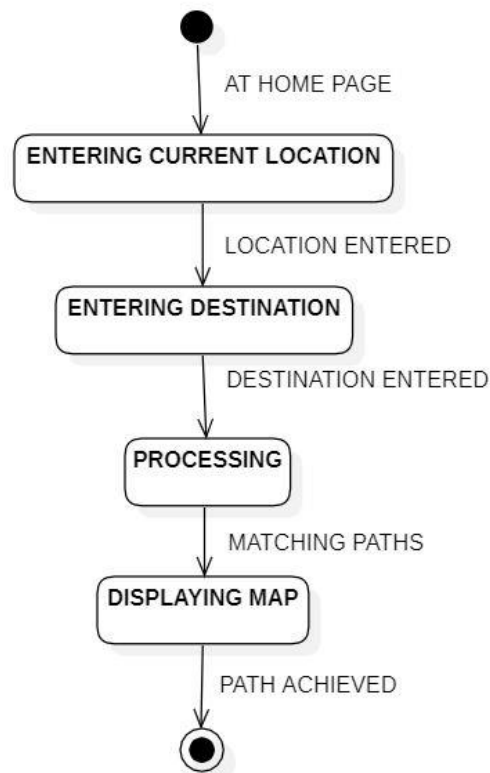 AT HOME PAGE
ENTERING CURRENT LOCATION
LOCATION ENTERED
ENTERING DESTINATION
DESTINATION ENTERED
PROCESSING
MATCHING PATHS
DISPLAYING MAP
PATH ACHIEVED